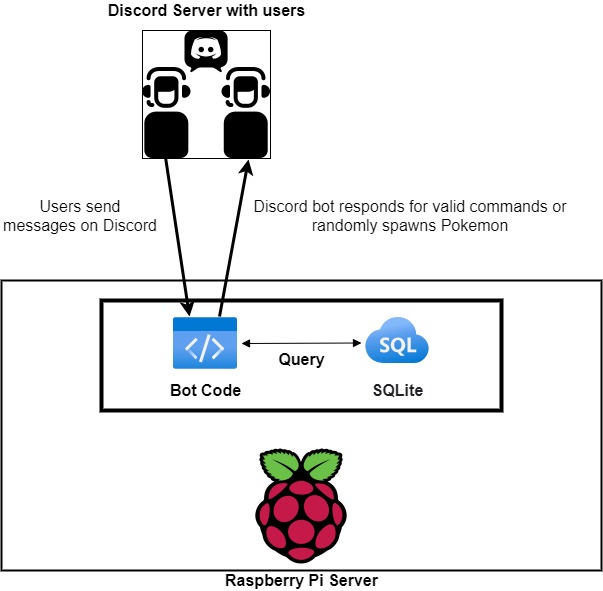 Discord Server with users
Users send
messages on Discord
Discord bot responds for valid commands or
randomly spawns Pokemon
</>
SQL
Query
Bot Code
SQLite
Raspberry Pi Server